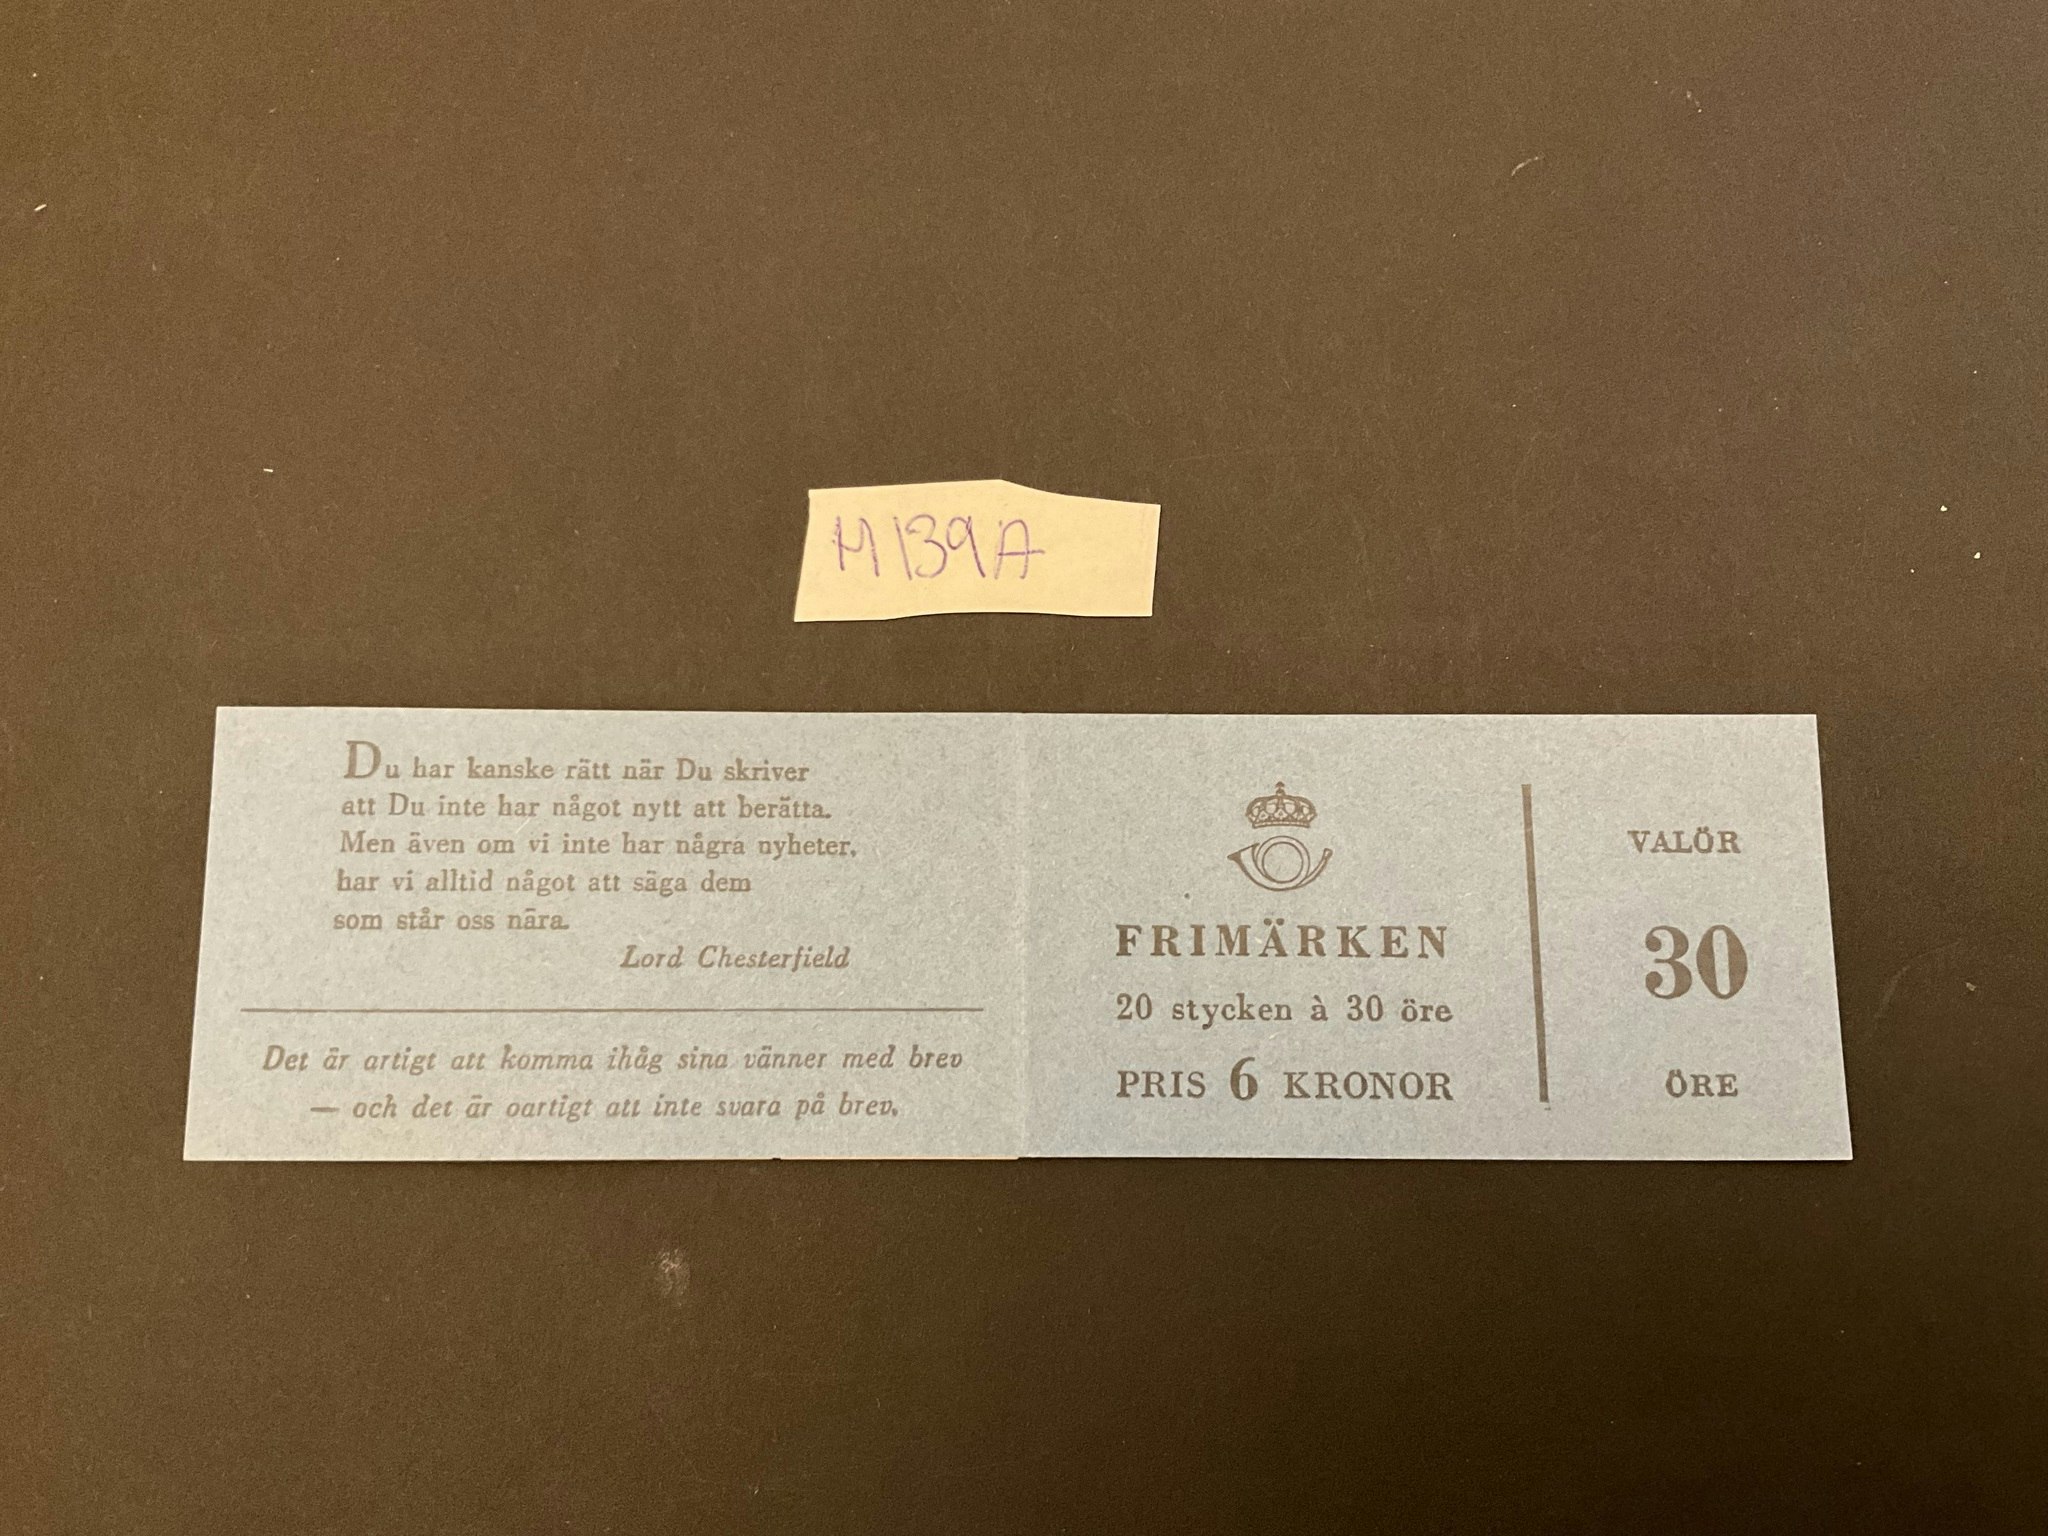 H139A
Du har kanske rätt när Du skriver
att Du inte har något nytt att berätta.
Men även om vi inte har några nyheter,
har vi alltid något att säga dem
som står oss nära.
Lord Chesterfield
Det är artigt att komma ihåg sina vänner med brev
— och det är oartigt att inte svara på brev.
FRIMÄRKEN
20 stycken à 30 öre
PRIS 6 KRONOR
VALÖR
30
ÖRE